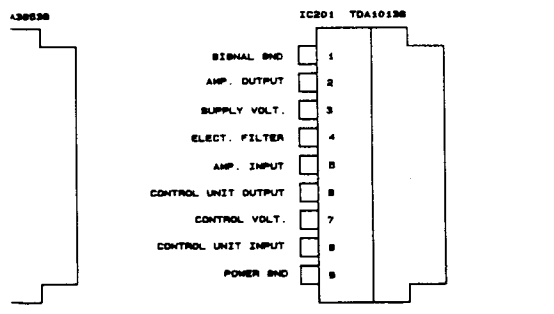 A3053B
IC201 TDA1013B
SIGNAL GND 1
AMP. OUTPUT 2
SUPPLY VOLT. 3
ELECT. FILTER 4
AMP. INPUT 5
CONTROL UNIT OUTPUT 6
CONTROL VOLT. 7
CONTROL UNIT INPUT 8
POWER GND 9